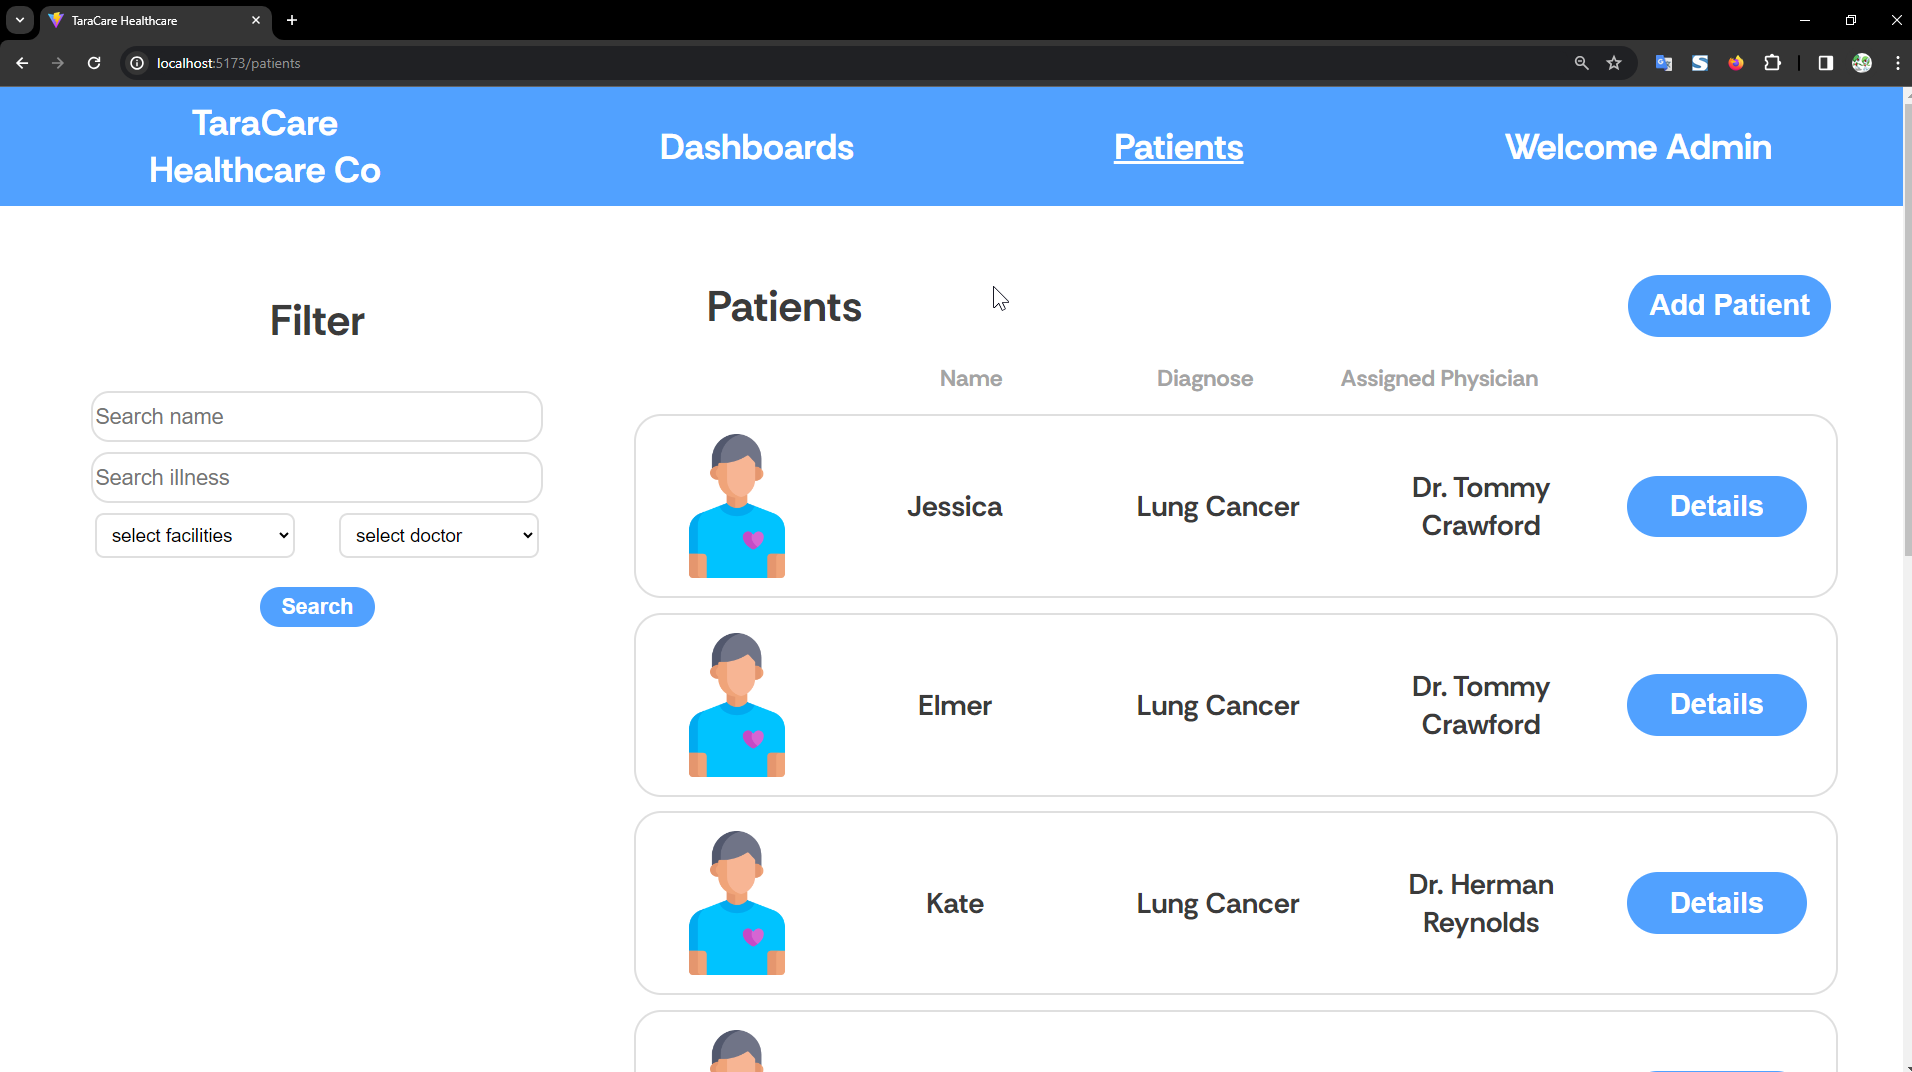 TaraCare Healthcare
localhost:5173/patients
TaraCare
Healthcare Co
Dashboards
Patients
Welcome Admin
Filter
Search name
Search illness
select facilities
select doctor
Search
Patients
Add Patient
Name
Diagnose
Assigned Physician
Jessica
Lung Cancer
Dr. Tommy
Crawford
Details
Elmer
Lung Cancer
Dr. Tommy
Crawford
Details
Kate
Lung Cancer
Dr. Herman
Reynolds
Details